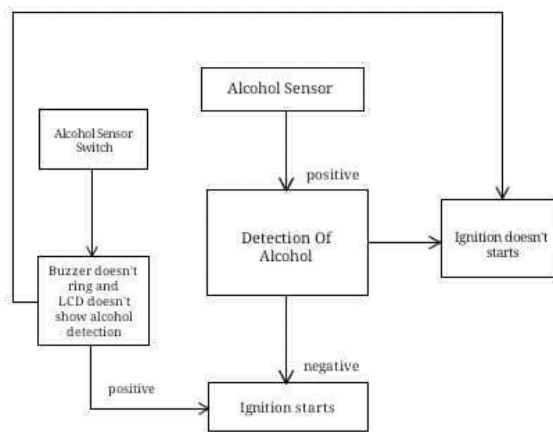 Alcohol Sensor
Alcohol Sensor
Switch
positive
Detection Of
Alcohol
Ignition doesn't
starts
Buzzer doesn't
ring and
LCD doesn't
show alcohol
detection
negative
positive
Ignition starts